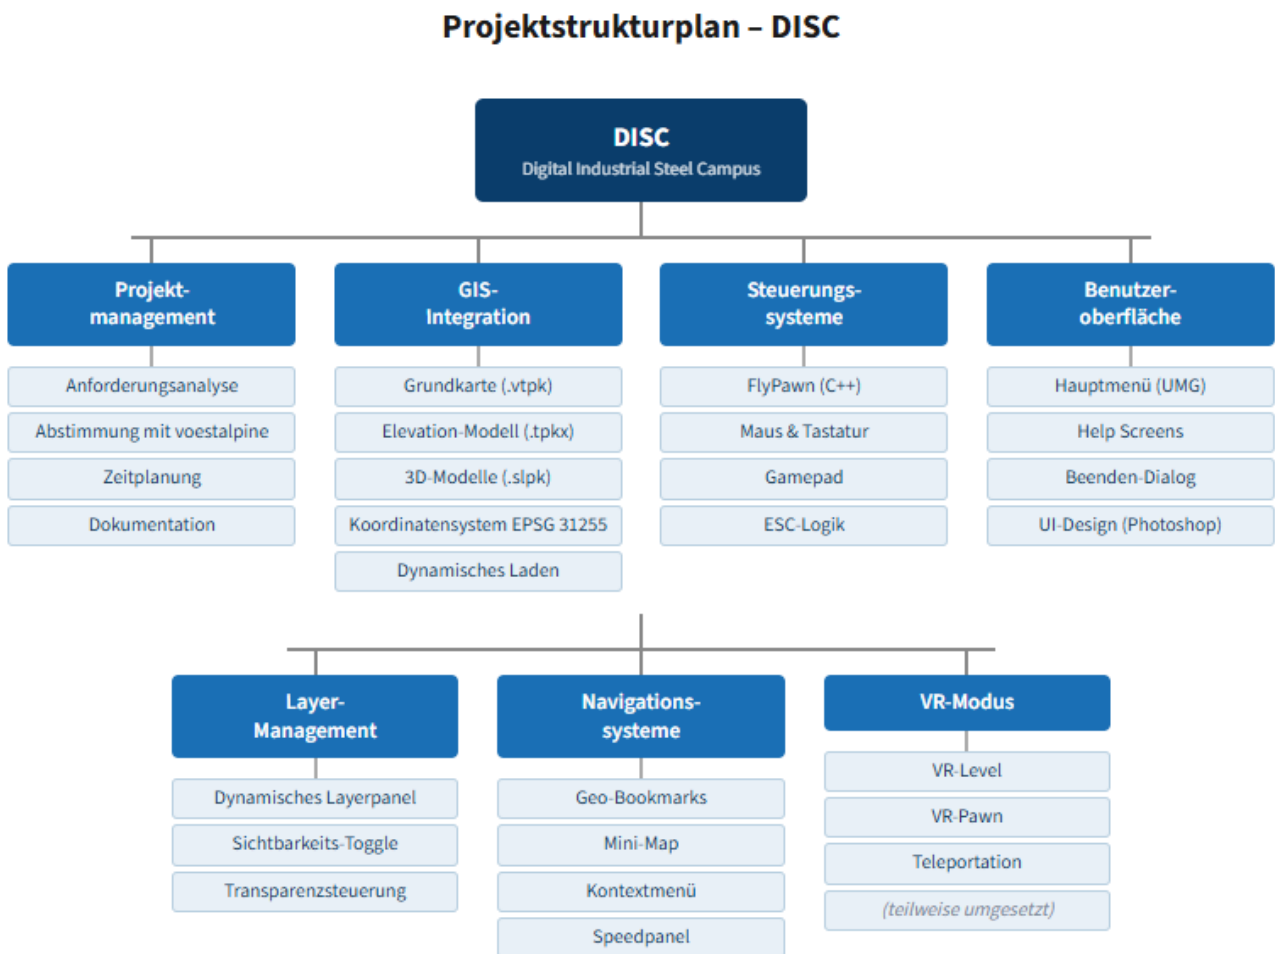 Projektstrukturplan – DISC
DISC
Digital Industrial Steel Campus
Projekt-
management
Anforderungsanalyse
Abstimmung mit voestalpine
Zeitplanung
Dokumentation
GIS-
Integration
Grundkarte (.vtpk)
Elevation-Modell (.tpkx)
3D-Modelle (.slpk)
Koordinatensystem EPSG 31255
Dynamisches Laden
Steuerungs-
systeme
FlyPawn (C++)
Maus & Tastatur
Gamepad
ESC-Logik
Benutzer-
oberfläche
Hauptmenü (UMG)
Help Screens
Beenden-Dialog
UI-Design (Photoshop)
Layer-
Management
Dynamisches Layerpanel
Sichtbarkeits-Toggle
Transparenzsteuerung
Navigations-
systeme
Geo-Bookmarks
Mini-Map
Kontextmenü
Speedpanel
VR-Modus
VR-Level
VR-Pawn
Teleportation
(teilweise umgesetzt)